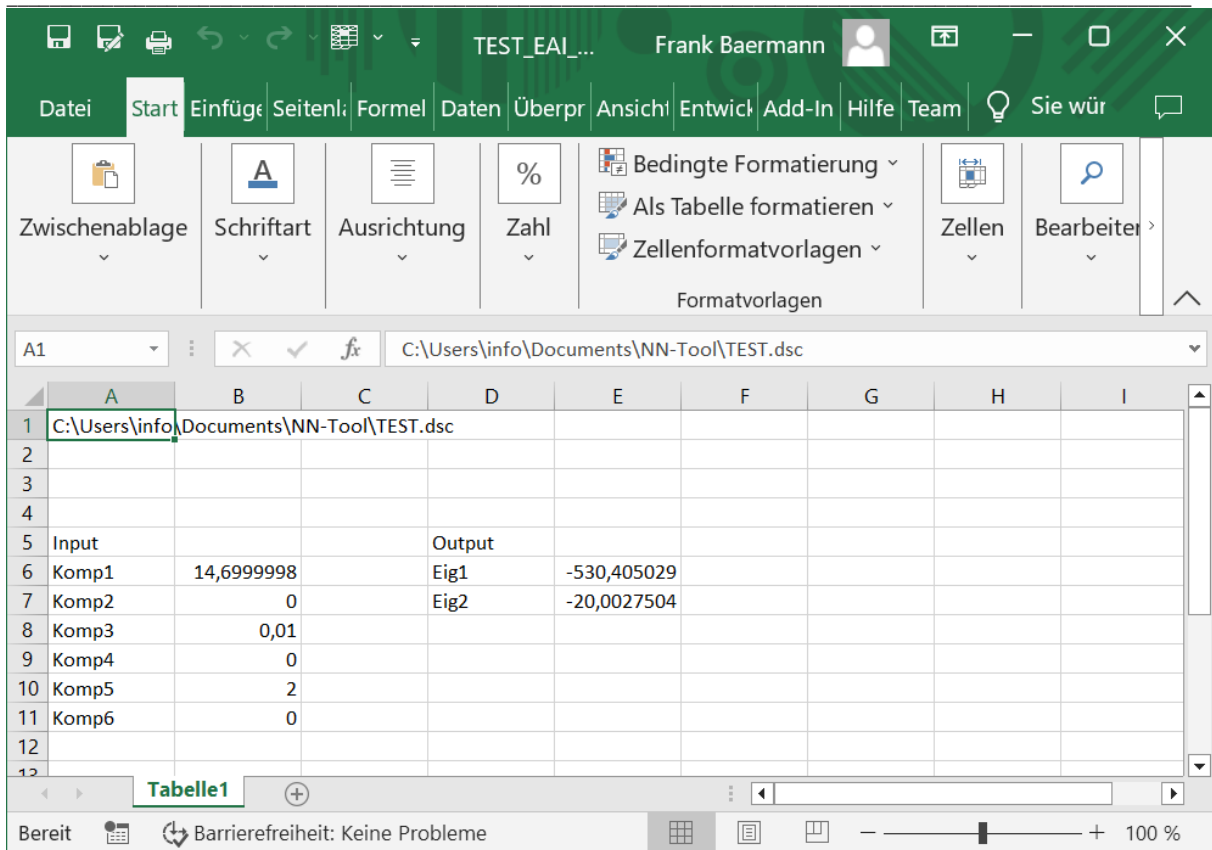 TEST_EAI_... Frank Baermann
Datei Start Einfüge Seitenla Formel Daten Überpr Ansicht Entwick Add-In Hilfe Team Sie wür
Zwischenablage Schriftart Ausrichtung % Zahl
Bedingte Formatierung
Als Tabelle formatieren
Zellenformatvorlagen
Formatvorlagen
Zellen Bearbeiten
A1 fx C:\Users\info\Documents\NN-Tool\TEST.dsc
A B C D E F G H I
1 C:\Users\info\Documents\NN-Tool\TEST.dsc
2
3
4
5 Input Output
6 Komp1 14,6999998 Eig1 -530,405029
7 Komp2 0 Eig2 -20,0027504
8 Komp3 0,01
9 Komp4 0
10 Komp5 2
11 Komp6 0
12
13
Tabelle1
Bereit Barrierefreiheit: Keine Probleme 100 %